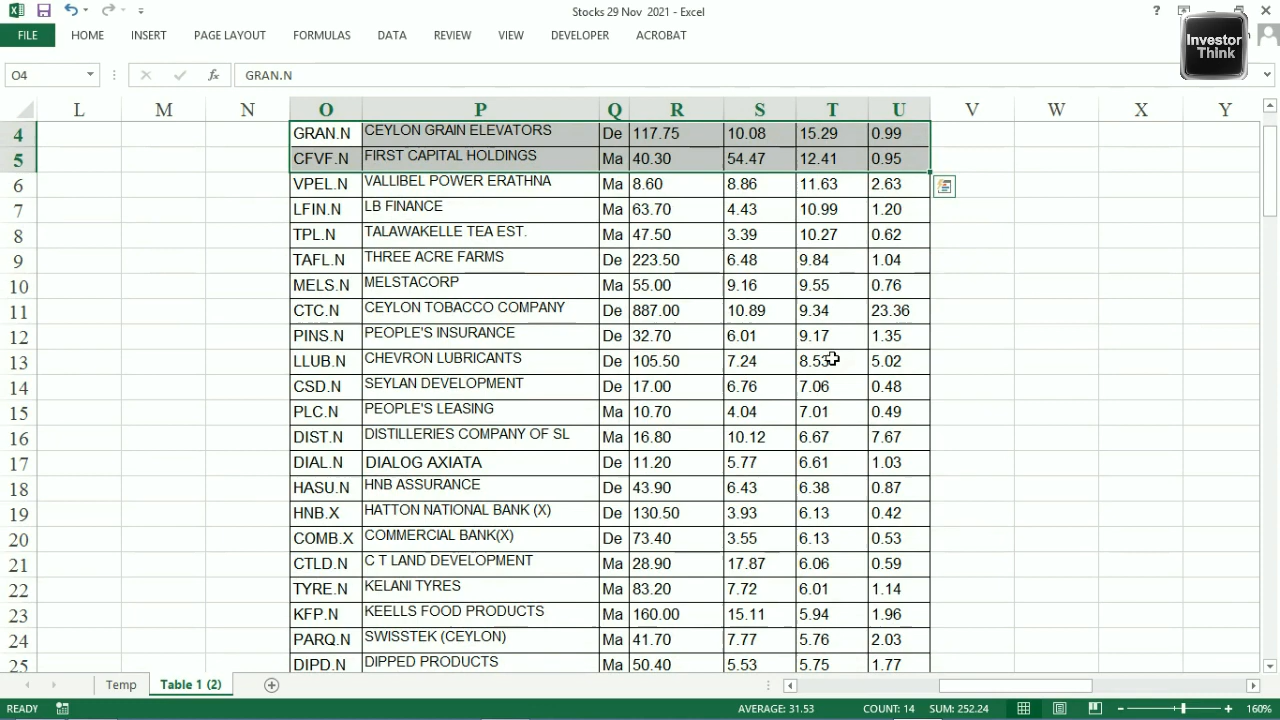 Stocks 29 Nov 2021 - Excel
?
Investor
Think
FILE HOME INSERT PAGE LAYOUT FORMULAS DATA REVIEW VIEW DEVELOPER ACROBAT
O4 fx GRAN.N
L M N O P Q R S T U V W X Y
4 GRAN.N CEYLON GRAIN ELEVATORS De 117.75 10.08 15.29 0.99
5 CFVF.N FIRST CAPITAL HOLDINGS Ma 40.30 54.47 12.41 0.95
6 VPEL.N VALLIBEL POWER ERATHNA Ma 8.60 8.86 11.63 2.63
7 LFIN.N LB FINANCE Ma 63.70 4.43 10.99 1.20
8 TPL.N TALAWAKELLE TEA EST. Ma 47.50 3.39 10.27 0.62
9 TAFL.N THREE ACRE FARMS De 223.50 6.48 9.84 1.04
10 MELS.N MELSTACORP Ma 55.00 9.16 9.55 0.76
11 CTC.N CEYLON TOBACCO COMPANY De 887.00 10.89 9.34 23.36
12 PINS.N PEOPLE'S INSURANCE De 32.70 6.01 9.17 1.35
13 LLUB.N CHEVRON LUBRICANTS De 105.50 7.24 8.53 5.02
14 CSD.N SEYLAN DEVELOPMENT De 17.00 6.76 7.06 0.48
15 PLC.N PEOPLE'S LEASING Ma 10.70 4.04 7.01 0.49
16 DIST.N DISTILLERIES COMPANY OF SL Ma 16.80 10.12 6.67 7.67
17 DIAL.N DIALOG AXIATA De 11.20 5.77 6.61 1.03
18 HASU.N HNB ASSURANCE De 43.90 6.43 6.38 0.87
19 HNB.X HATTON NATIONAL BANK (X) De 130.50 3.93 6.13 0.42
20 COMB.X COMMERCIAL BANK(X) De 73.40 3.55 6.13 0.53
21 CTLD.N C T LAND DEVELOPMENT Ma 28.90 17.87 6.06 0.59
22 TYRE.N KELANI TYRES Ma 83.20 7.72 6.01 1.14
23 KFP.N KEELLS FOOD PRODUCTS Ma 160.00 15.11 5.94 1.96
24 PARQ.N SWISSTEK (CEYLON) Ma 41.70 7.77 5.76 2.03
25 DIPD.N DIPPED PRODUCTS Ma 50.40 5.53 5.75 1.77
Temp Table 1 (2)
READY AVERAGE: 31.53 COUNT: 14 SUM: 252.24 160%